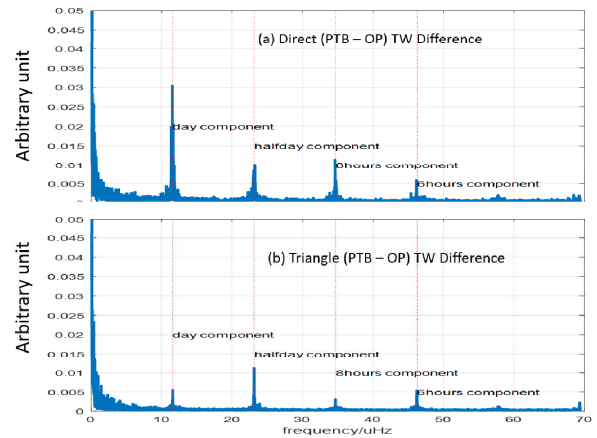 Arbitrary unit
0.05
0.045
0.04
0.035
0.03
0.025
0.02
0.015
0.01
0.005
(a) Direct (PTB – OP) TW Difference
day component
halfday component
8hours component
6hours component
Arbitrary unit
0.05
0.045
0.04
0.035
0.03
0.025
0.02
0.015
0.01
0.005
0
(b) Triangle (PTB – OP) TW Difference
day component
halfday component
8hours component
6hours component
0 10 20 30 40 50 60 70
frequency/uHz